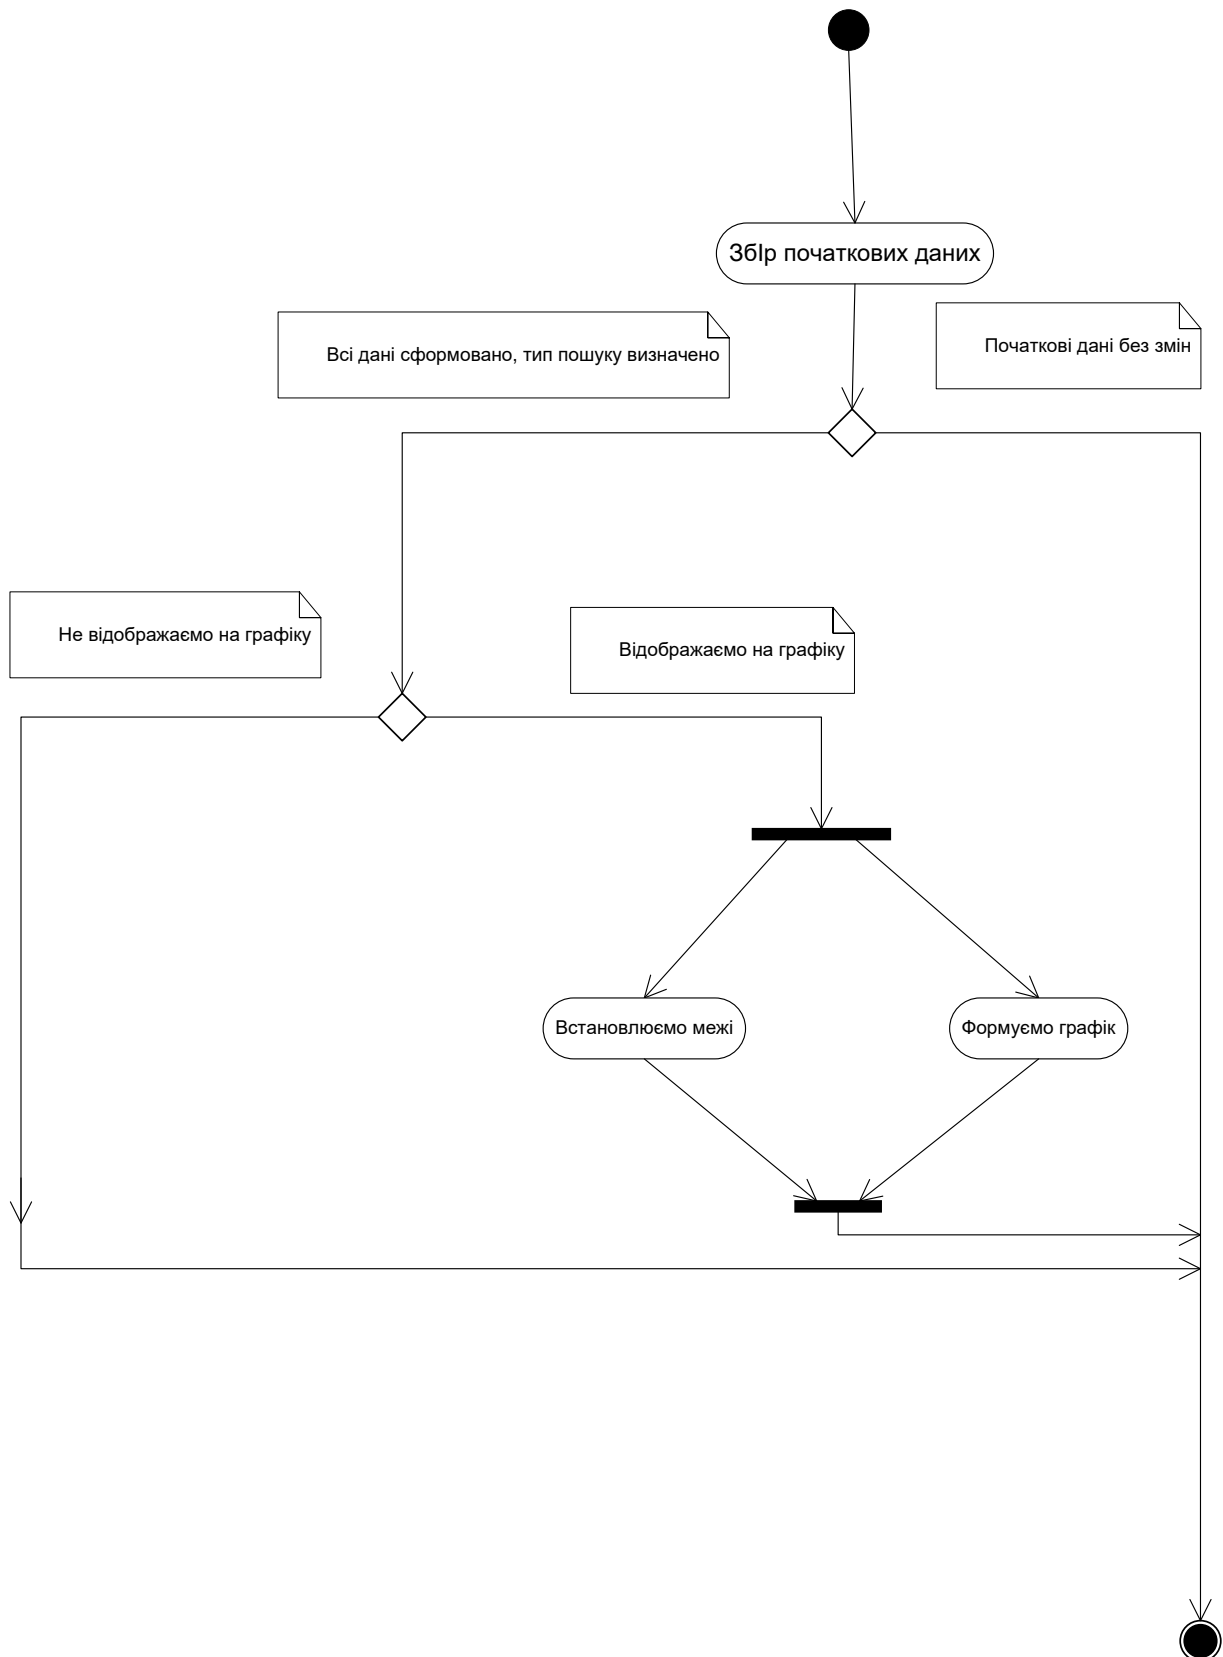 ЗбІр початкових даних
Всі дані сформовано, тип пошуку визначено
Початкові дані без змін
Не відображаємо на графіку
Відображаємо на графіку
Встановлюємо межі
Формуємо графік